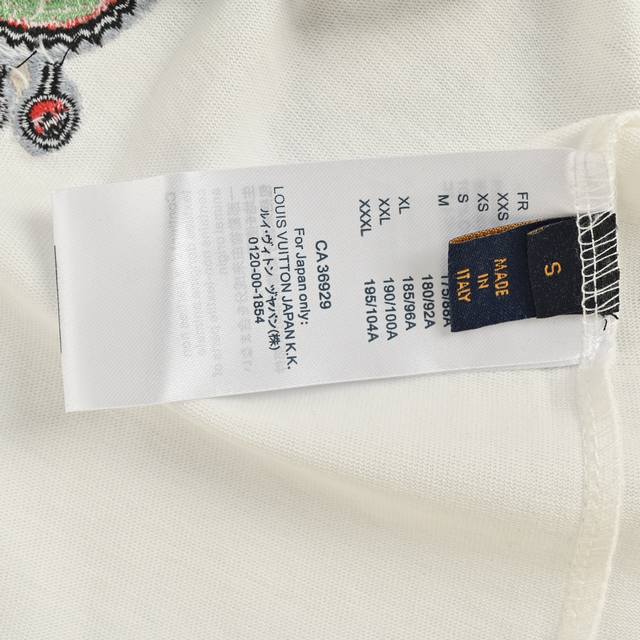 FR
XXS
XS
S
M
XL
XXL
XXXL
180/92A
185/96A
190/100A
195/104A
CA 36929
For Japan only:
LOUIS VUITTON JAPAN K.K.
ルイ・ヴィトン ジャパン(株)
0120-00-1854
MADE
IN
ITALY
S